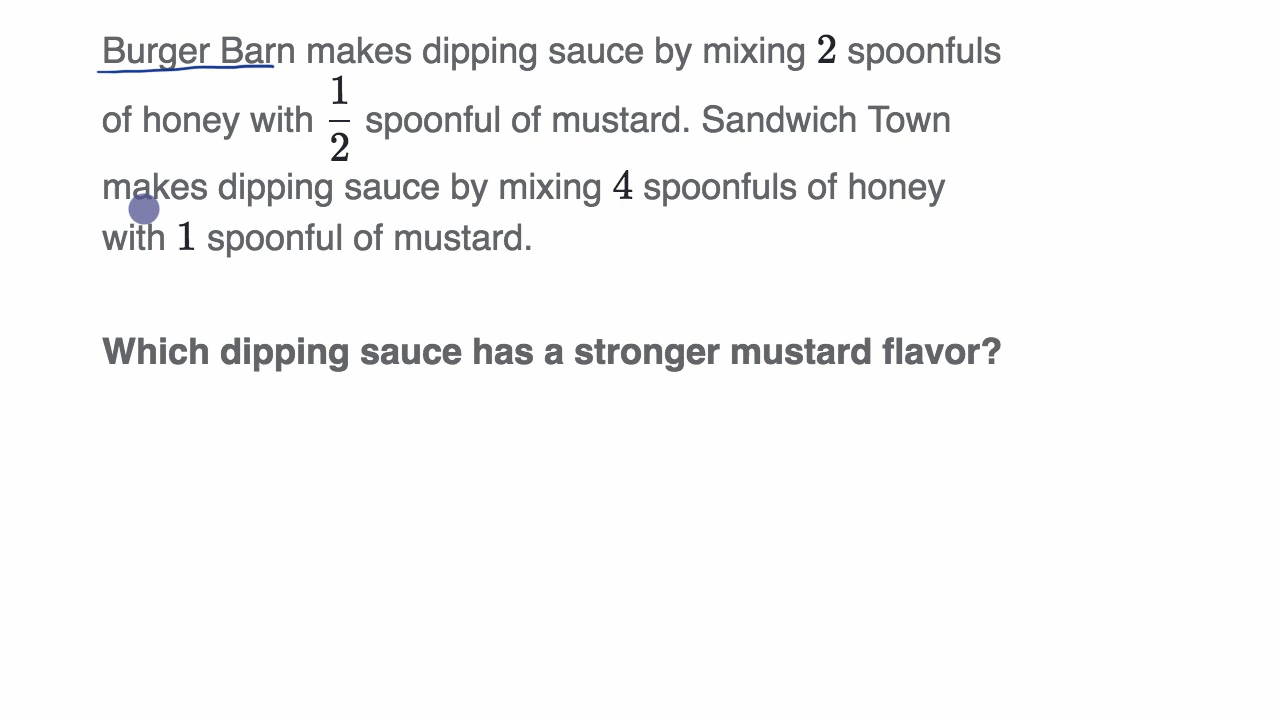 Burger Barn makes dipping sauce by mixing 2 spoonfuls
of honey with 1/2 spoonful of mustard. Sandwich Town
makes dipping sauce by mixing 4 spoonfuls of honey
with 1 spoonful of mustard.
Which dipping sauce has a stronger mustard flavor?